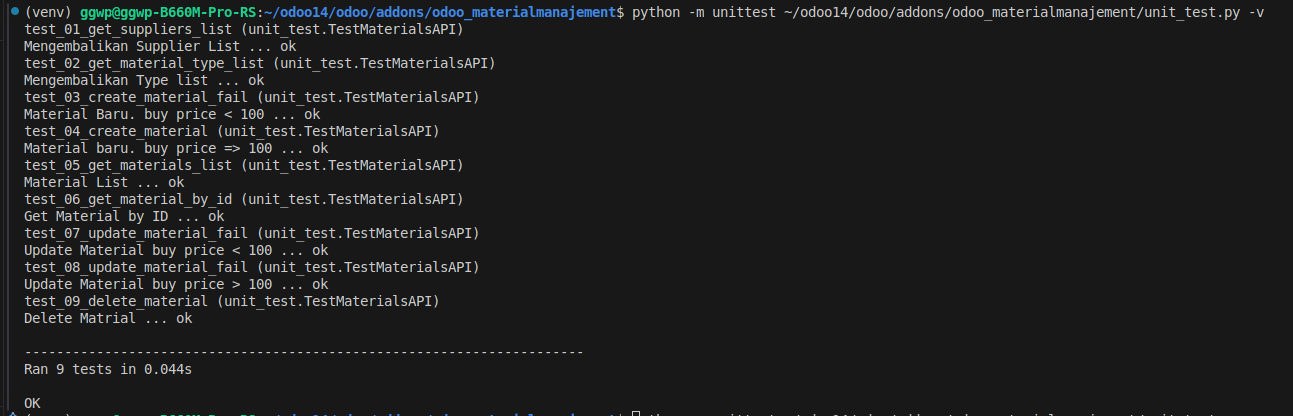 (venv) ggwp@ggwp-B660M-Pro-RS:~/odoo14/odoo/addons/odoo_materialmanajement$ python -m unittest ~/odoo14/odoo/addons/odoo_materialmanajement/unit_test.py -v
test_01_get_suppliers_list (unit_test.TestMaterialsAPI)
Mengembalikan Supplier List ... ok
test_02_get_material_type_list (unit_test.TestMaterialsAPI)
Mengembalikan Type list ... ok
test_03_create_material_fail (unit_test.TestMaterialsAPI)
Material Baru. buy price < 100 ... ok
test_04_create_material (unit_test.TestMaterialsAPI)
Material baru. buy price => 100 ... ok
test_05_get_materials_list (unit_test.TestMaterialsAPI)
Material List ... ok
test_06_get_material_by_id (unit_test.TestMaterialsAPI)
Get Material by ID ... ok
test_07_update_material_fail (unit_test.TestMaterialsAPI)
Update Material buy price < 100 ... ok
test_08_update_material_fail (unit_test.TestMaterialsAPI)
Update Material buy price > 100 ... ok
test_09_delete_material (unit_test.TestMaterialsAPI)
Delete Matrial ... ok
----------------------------------------------------------------------
Ran 9 tests in 0.044s
OK